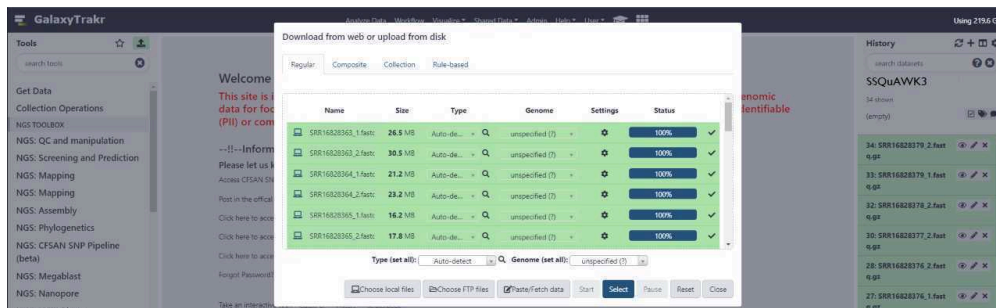 GalaxyTrakr
Analyze Data Workflow Visualize Shared Data Admin Help User
Using 219.6 G
Tools
search tools
Get Data
Collection Operations
NGS TOOLBOX
NGS: QC and manipulation
NGS: Screening and Prediction
NGS: Mapping
NGS: Mapping
NGS: Assembly
NGS: Phylogenetics
NGS: CFSAN SNP Pipeline
(beta)
NGS: Megablast
NGS: Nanopore
Welcome
This site is
data for foo
(PII) or com
--!!--Inform
Please let us k
Access CFSAN SN
Post in the offical
Click here to acce
Click here to acce
Click here to acce
Forgot Password?
Take an interactiv
Download from web or upload from disk
Regular Composite Collection Rule-based
Name Size Type Genome Settings Status
SRR16828363_1.fastc 26.5 MB Auto-de... unspecified (?) 100%
SRR16828363_2.fastc 30.5 MB Auto-de... unspecified (?) 100%
SRR16828364_1.fastc 21.2 MB Auto-de... unspecified (?) 100%
SRR16828364_2.fastc 23.2 MB Auto-de... unspecified (?) 100%
SRR16828365_1.fastc 16.2 MB Auto-de... unspecified (?) 100%
SRR16828365_2.fastc 17.8 MB Auto-de... unspecified (?) 100%
Type (set all): Auto-detect Genome (set all): unspecified (?)
Choose local files Choose FTP files Paste/Fetch data Start Select Pause Reset Close
enomic
dentifiable
History
search datasets
SSQuAWK3
34 shown
(empty)
34: SRR16828379_2.fast
q.gz
33: SRR16828379_1.fast
q.gz
32: SRR16828378_2.fast
q.gz
30: SRR16828377_2.fast
q.gz
28: SRR16828376_2.fast
q.gz
27: SRR16828376_1.fast
q.gz